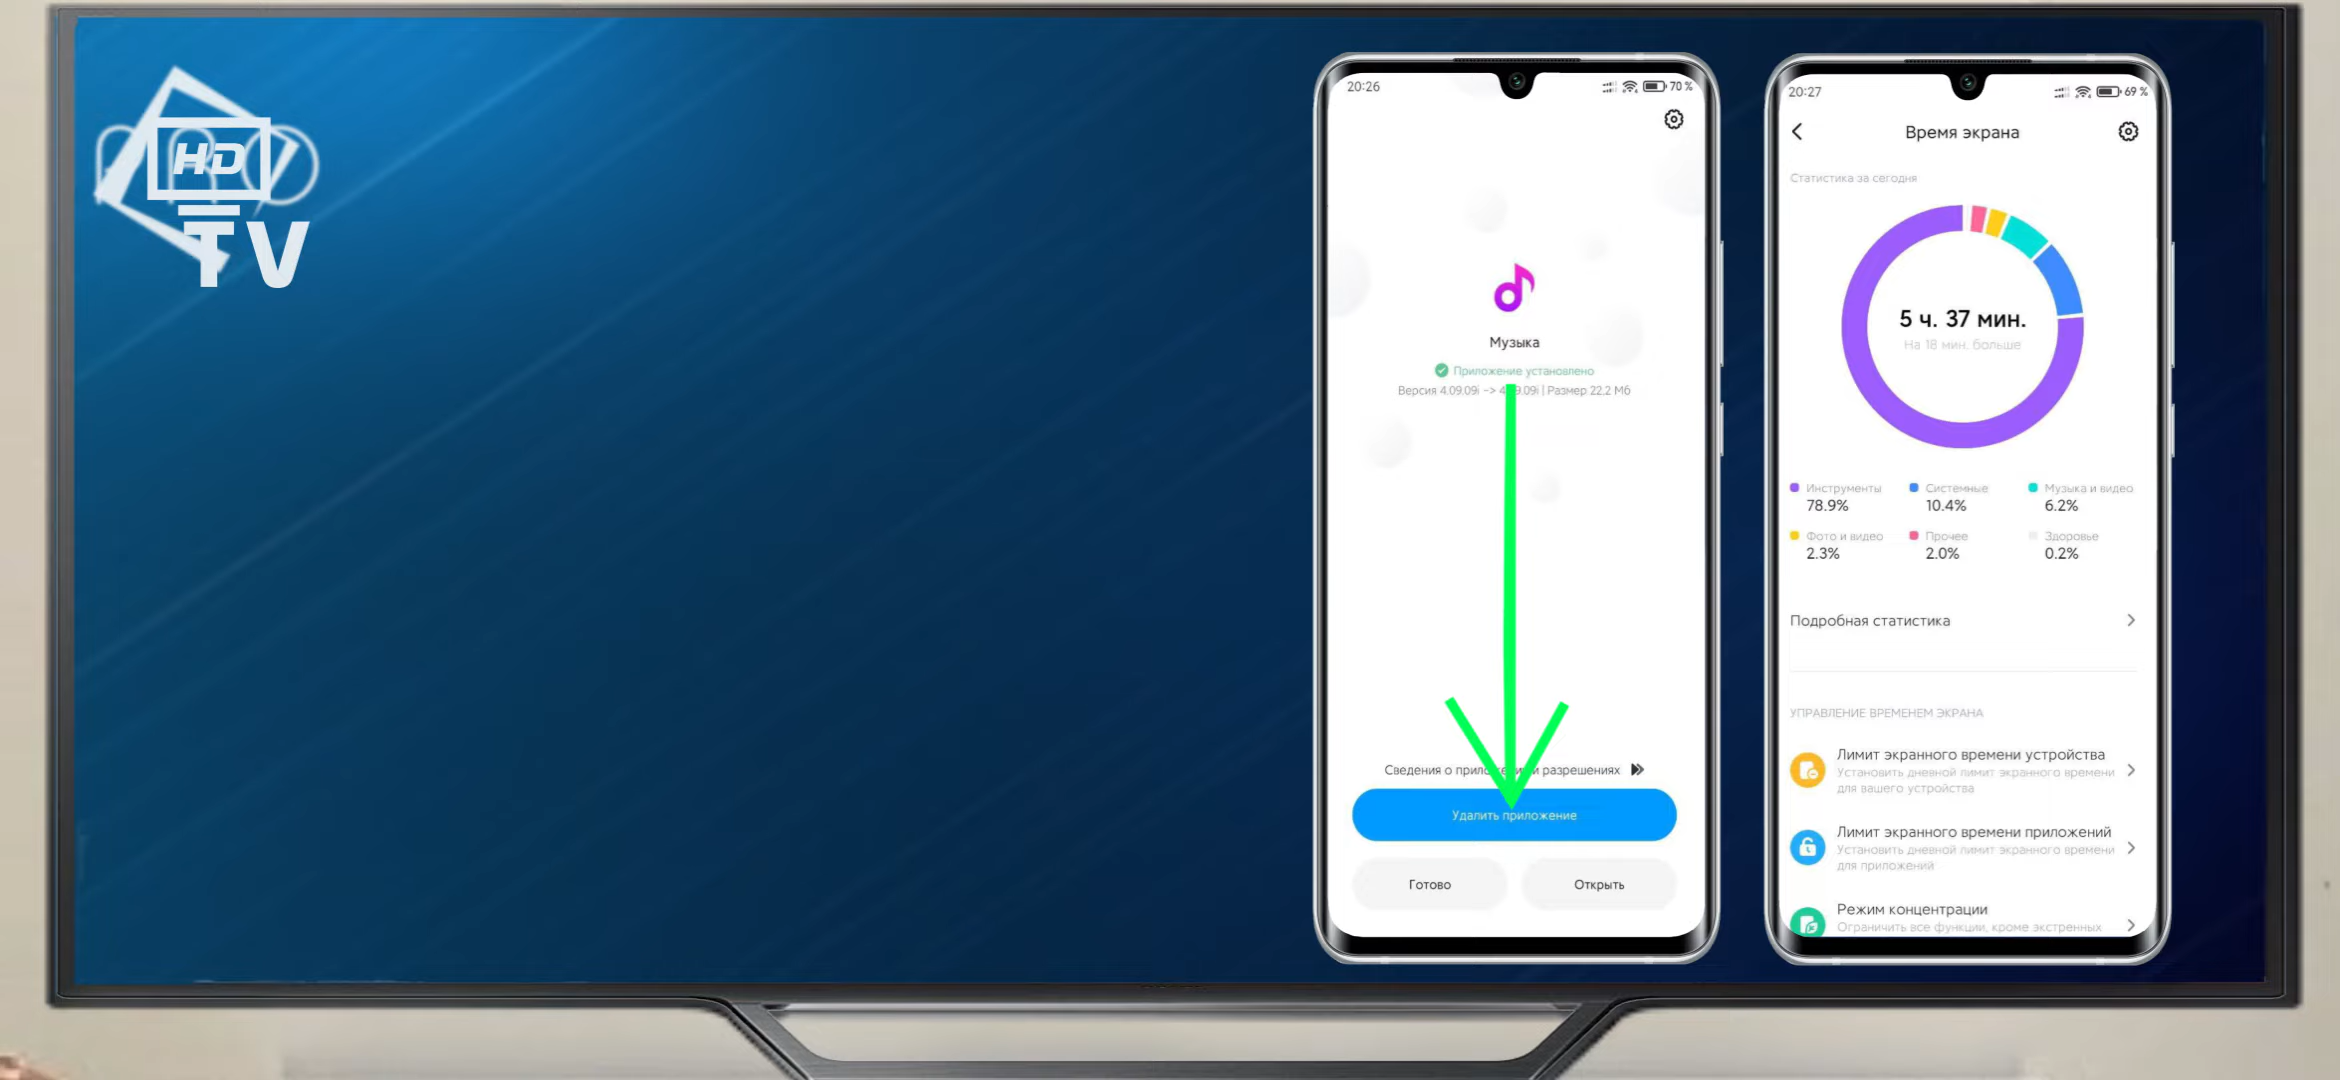 PRO
HD
TV
20:26
70 %
Музыка
Приложение установлено
Версия 4.09.09i -> 4.09.09i | Размер 22.2 Мб
Сведения о приложении и разрешениях
Удалить приложение
Готово
Открыть
20:27
69 %
Время экрана
Статистика за сегодня
5 ч. 37 мин.
На 18 мин. больше
Инструменты
78.9%
Системные
10.4%
Музыка и видео
6.2%
Фото и видео
2.3%
Прочее
2.0%
Здоровье
0.2%
Подробная статистика
УПРАВЛЕНИЕ ВРЕМЕНЕМ ЭКРАНА
Лимит экранного времени устройства
Установить дневной лимит экранного времени
для вашего устройства
Лимит экранного времени приложений
Установить дневной лимит экранного времени
для приложений
Режим концентрации
Ограничить все функции, кроме экстренных